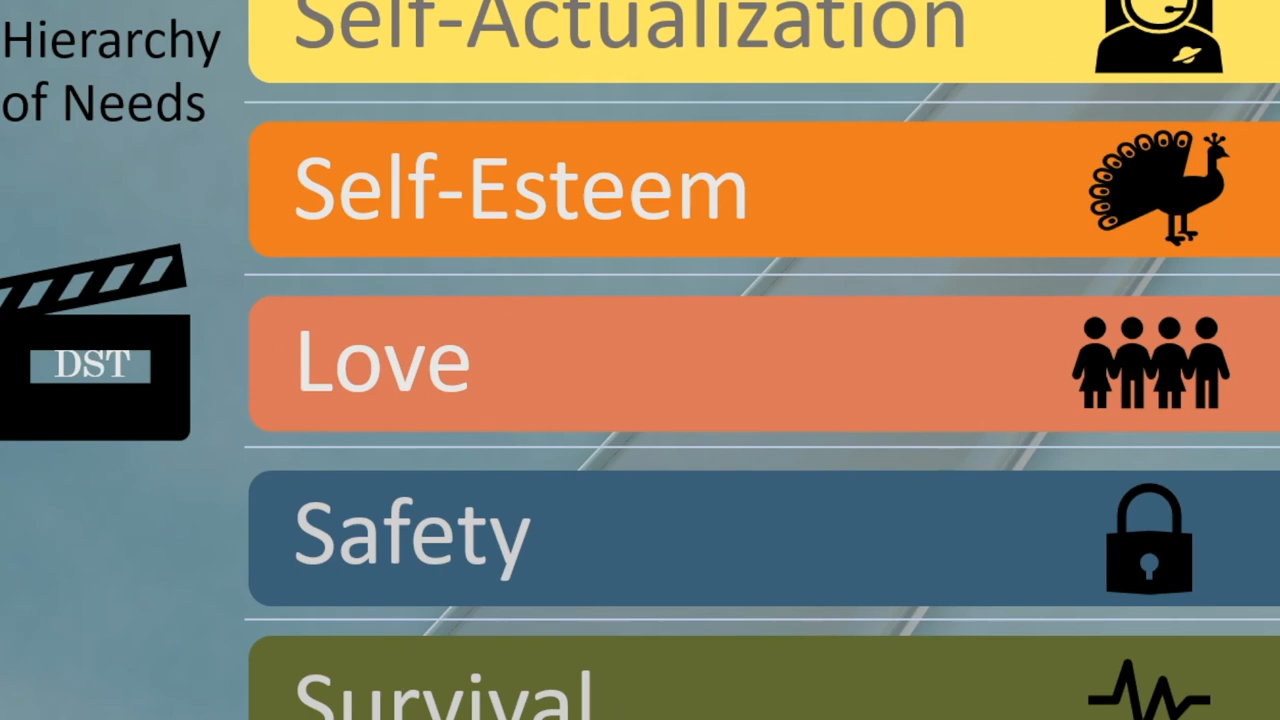 Hierarchy
of Needs
DST
Self-Actualization
Self-Esteem
Love
Safety
Survival